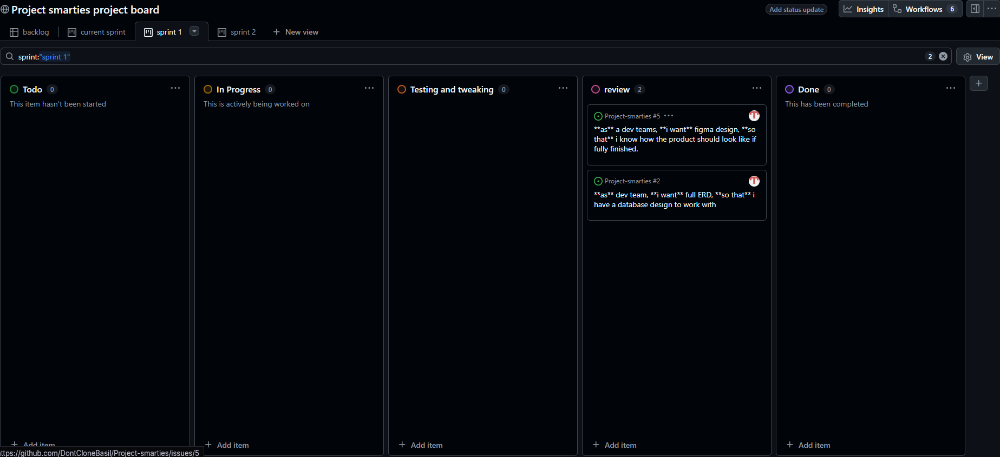 Project smarties project board
Add status update
Insights
Workflows 6
backlog
current sprint
sprint 1
sprint 2
New view
sprint:"sprint 1"
2
View
Todo 0
This item hasn't been started
In Progress 0
This is actively being worked on
Testing and tweaking 0
review 2
Project-smarties #5
**as** a dev teams, **i want** figma design, **so
that** i know how the product should look like if
fully finished.
Project-smarties #2
**as** dev team, **i want** full ERD, **so that** i
have a database design to work with
Done 0
This has been completed
Add item
Add item
Add item
Add item
Add item
ttps://github.com/DontCloneBasil/Project-smarties/issues/5